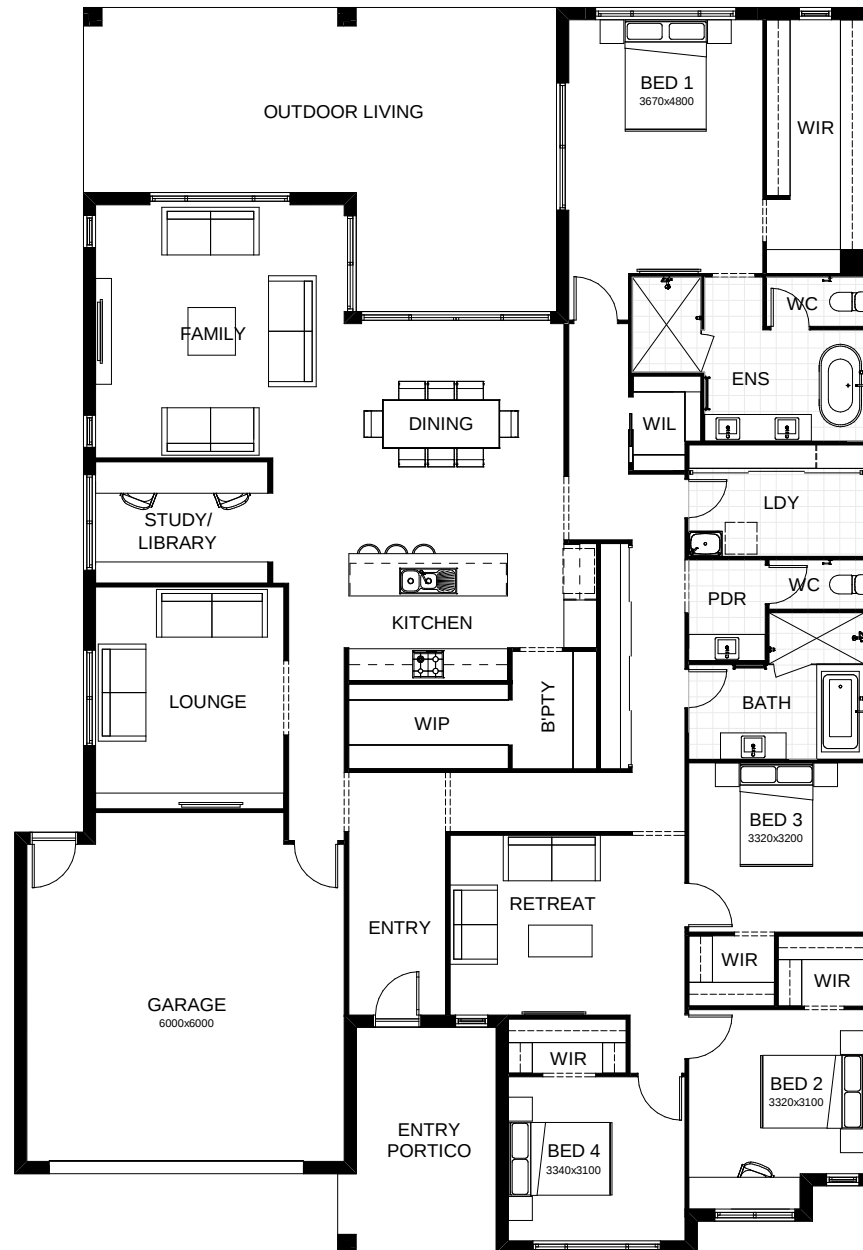 OUTDOOR LIVING
BED 1
3670x4800
WIR
WC
FAMILY
ENS
DINING
WIL
LDY
STUDY/
LIBRARY
WC
PDR
KITCHEN
LOUNGE
BATH
WIP
B'PTY
BED 3
3320x3200
RETREAT
ENTRY
WIR
WIR
GARAGE
6000x6000
WIR
BED 2
3320x3100
ENTRY
PORTICO
BED 4
3340x3100